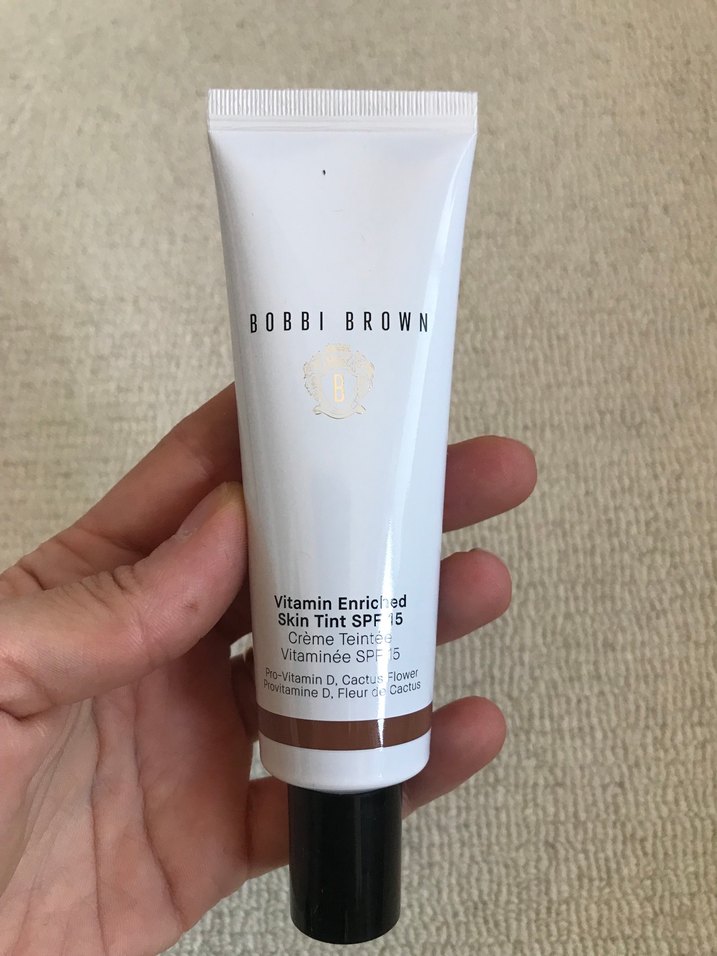 BOBBI BROWN
B
Vitamin Enriched
Skin Tint SPF 15
Crème Teintée
Vitaminée SPF 15
Pro-Vitamin D, Cactus Flower
Provitamine D, Fleur de Cactus